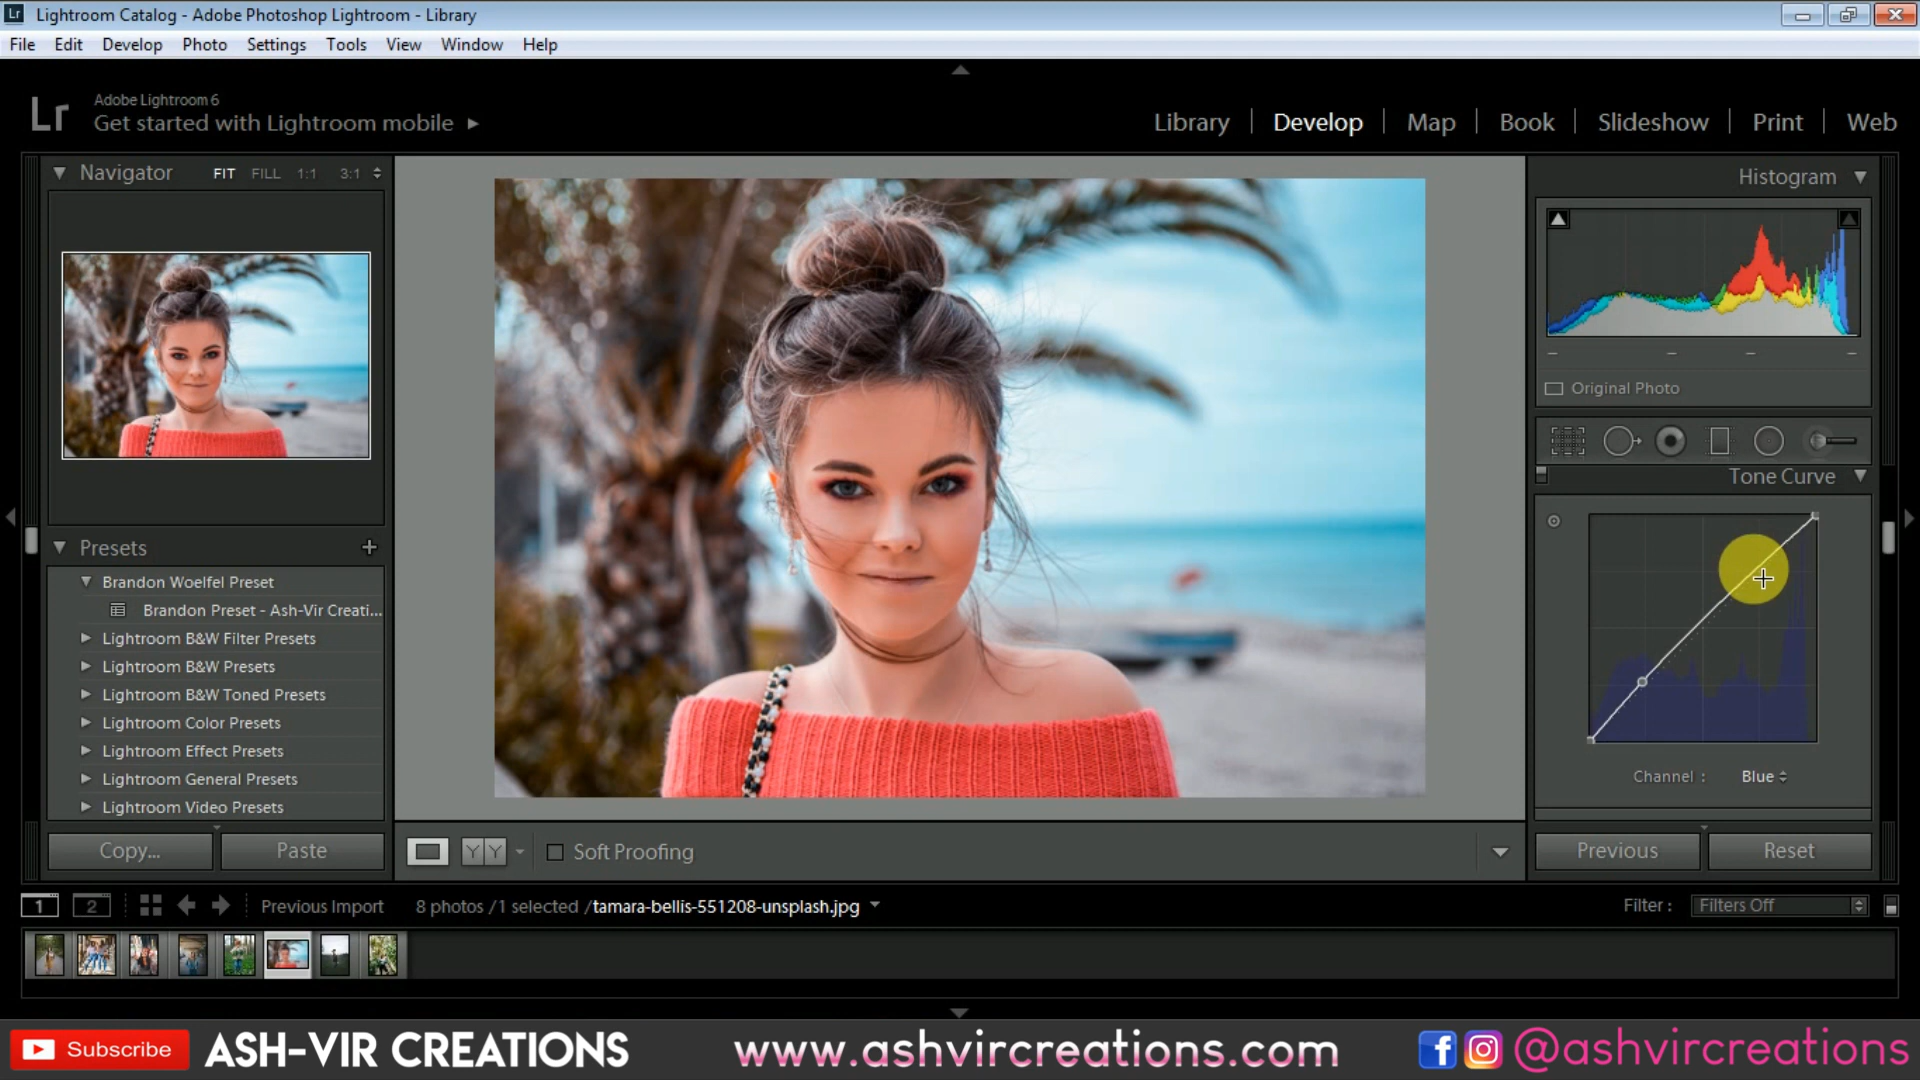 Lr Lightroom Catalog - Adobe Photoshop Lightroom - Library
File Edit Develop Photo Settings Tools View Window Help
Lr Adobe Lightroom 6
Get started with Lightroom mobile
Library Develop Map Book Slideshow Print Web
Navigator FIT FILL 1:1 3:1
Histogram
Original Photo
Tone Curve
Presets +
Brandon Woelfel Preset
Brandon Preset - Ash-Vir Creati...
Lightroom B&W Filter Presets
Lightroom B&W Presets
Lightroom B&W Toned Presets
Lightroom Color Presets
Lightroom Effect Presets
Lightroom General Presets
Lightroom Video Presets
Channel : Blue
Copy... Paste
YY Soft Proofing
Previous Reset
1 2 Previous Import 8 photos /1 selected /tamara-bellis-551208-unsplash.jpg Filter : Filters Off
Subscribe ASH-VIR CREATIONS www.ashvircreations.com @ashvircreations